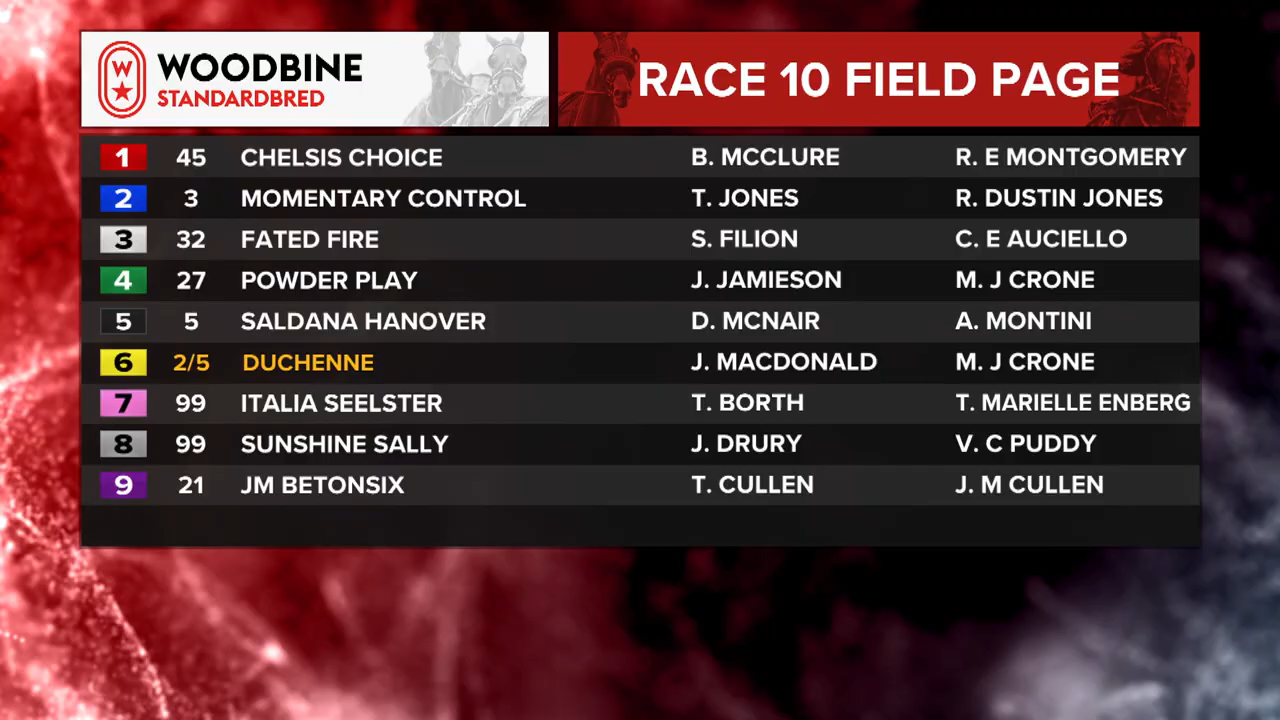 W WOODBINE
STANDARDBRED
RACE 10 FIELD PAGE
1 45 CHELSIS CHOICE B. MCCLURE R. E MONTGOMERY
2 3 MOMENTARY CONTROL T. JONES R. DUSTIN JONES
3 32 FATED FIRE S. FILION C. E AUCIELLO
4 27 POWDER PLAY J. JAMIESON M. J CRONE
5 5 SALDANA HANOVER D. MCNAIR A. MONTINI
6 2/5 DUCHENNE J. MACDONALD M. J CRONE
7 99 ITALIA SEELSTER T. BORTH T. MARIELLE ENBERG
8 99 SUNSHINE SALLY J. DRURY V. C PUDDY
9 21 JM BETONSIX T. CULLEN J. M CULLEN